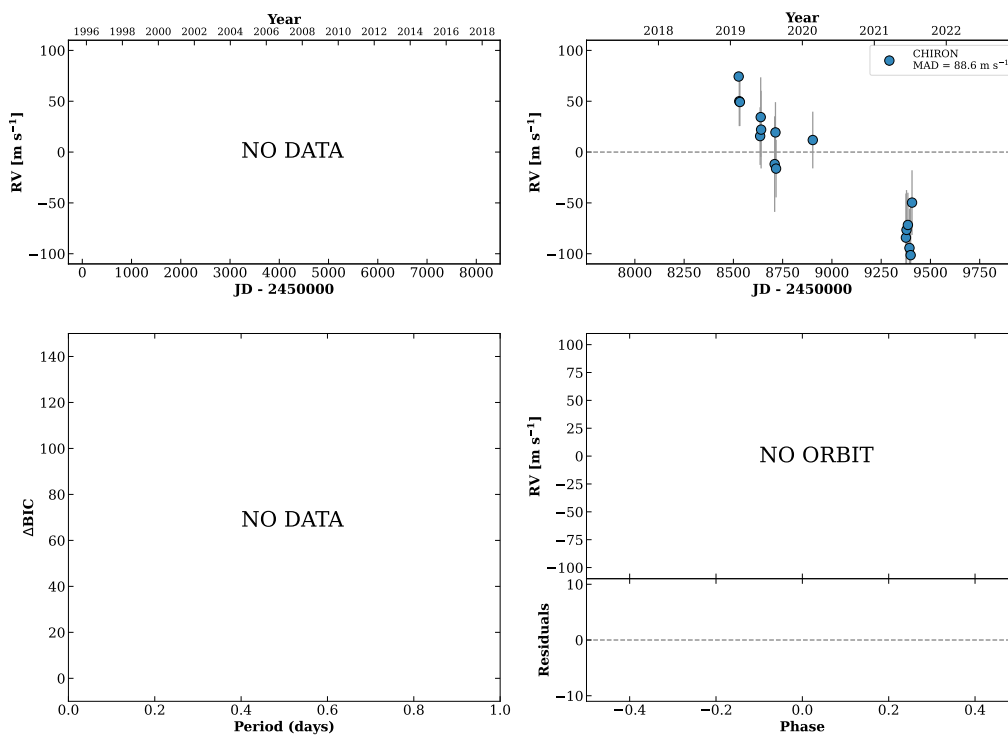 Year
1996 1998 2000 2002 2004 2006 2008 2010 2012 2014 2016 2018
100
50
0
−50
−100
RV [m s⁻¹]
NO DATA
0 1000 2000 3000 4000 5000 6000 7000 8000
JD - 2450000
Year
2018 2019 2020 2021 2022
CHIRON
MAD = 88.6 m s⁻¹
100
50
0
−50
−100
RV [m s⁻¹]
8000 8250 8500 8750 9000 9250 9500 9750
JD - 2450000
140
120
100
80
60
40
20
0
ΔBIC
NO DATA
0.0 0.2 0.4 0.6 0.8 1.0
Period (days)
100
75
50
25
0
−25
−50
−75
−100
RV [m s⁻¹]
NO ORBIT
10
0
−10
Residuals
−0.4 −0.2 0.0 0.2 0.4
Phase